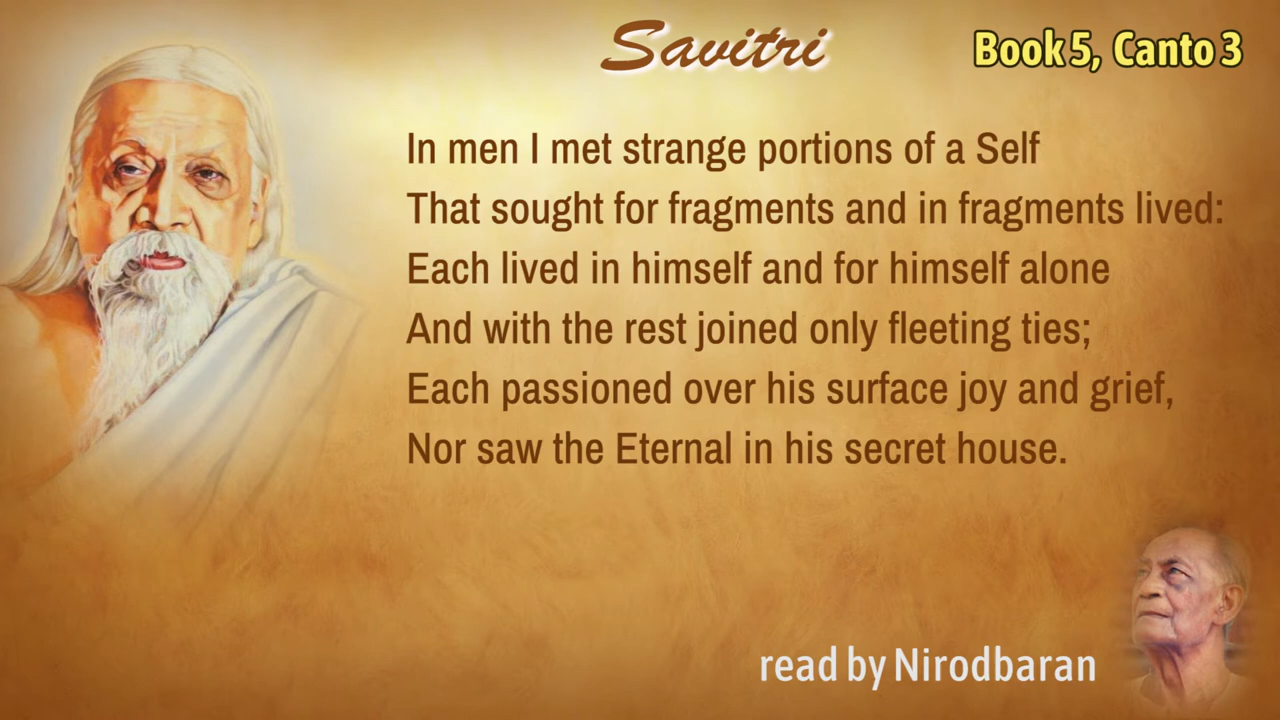 Savitri
Book 5, Canto 3
In men I met strange portions of a Self
That sought for fragments and in fragments lived:
Each lived in himself and for himself alone
And with the rest joined only fleeting ties;
Each passioned over his surface joy and grief,
Nor saw the Eternal in his secret house.
read by Nirodbaran